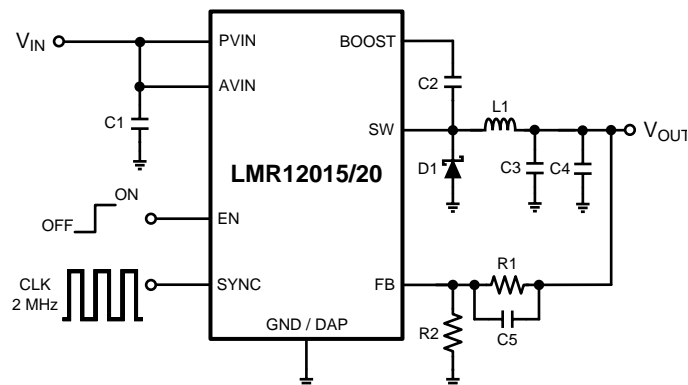 VIN
PVIN
BOOST
AVIN
C2
C1
SW
L1
VOUT
D1
C3
C4
LMR12015/20
ON
OFF
EN
CLK
2 MHz
SYNC
FB
R1
R2
C5
GND / DAP